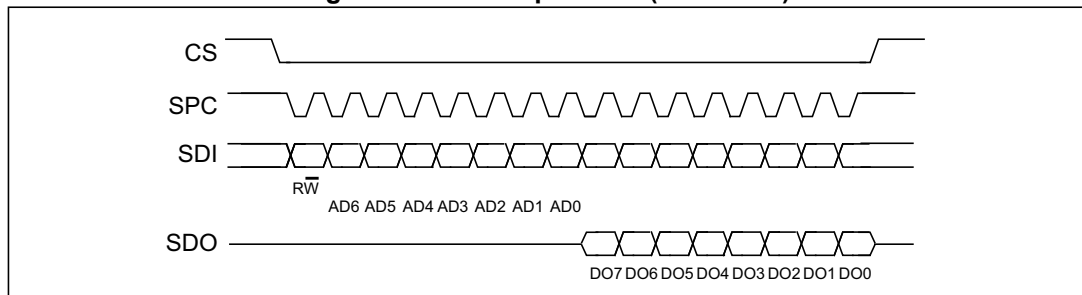 CS
SPC
SDI
RW̅
AD6 AD5 AD4 AD3 AD2 AD1 AD0
SDO
DO7 DO6 DO5 DO4 DO3 DO2 DO1 DO0